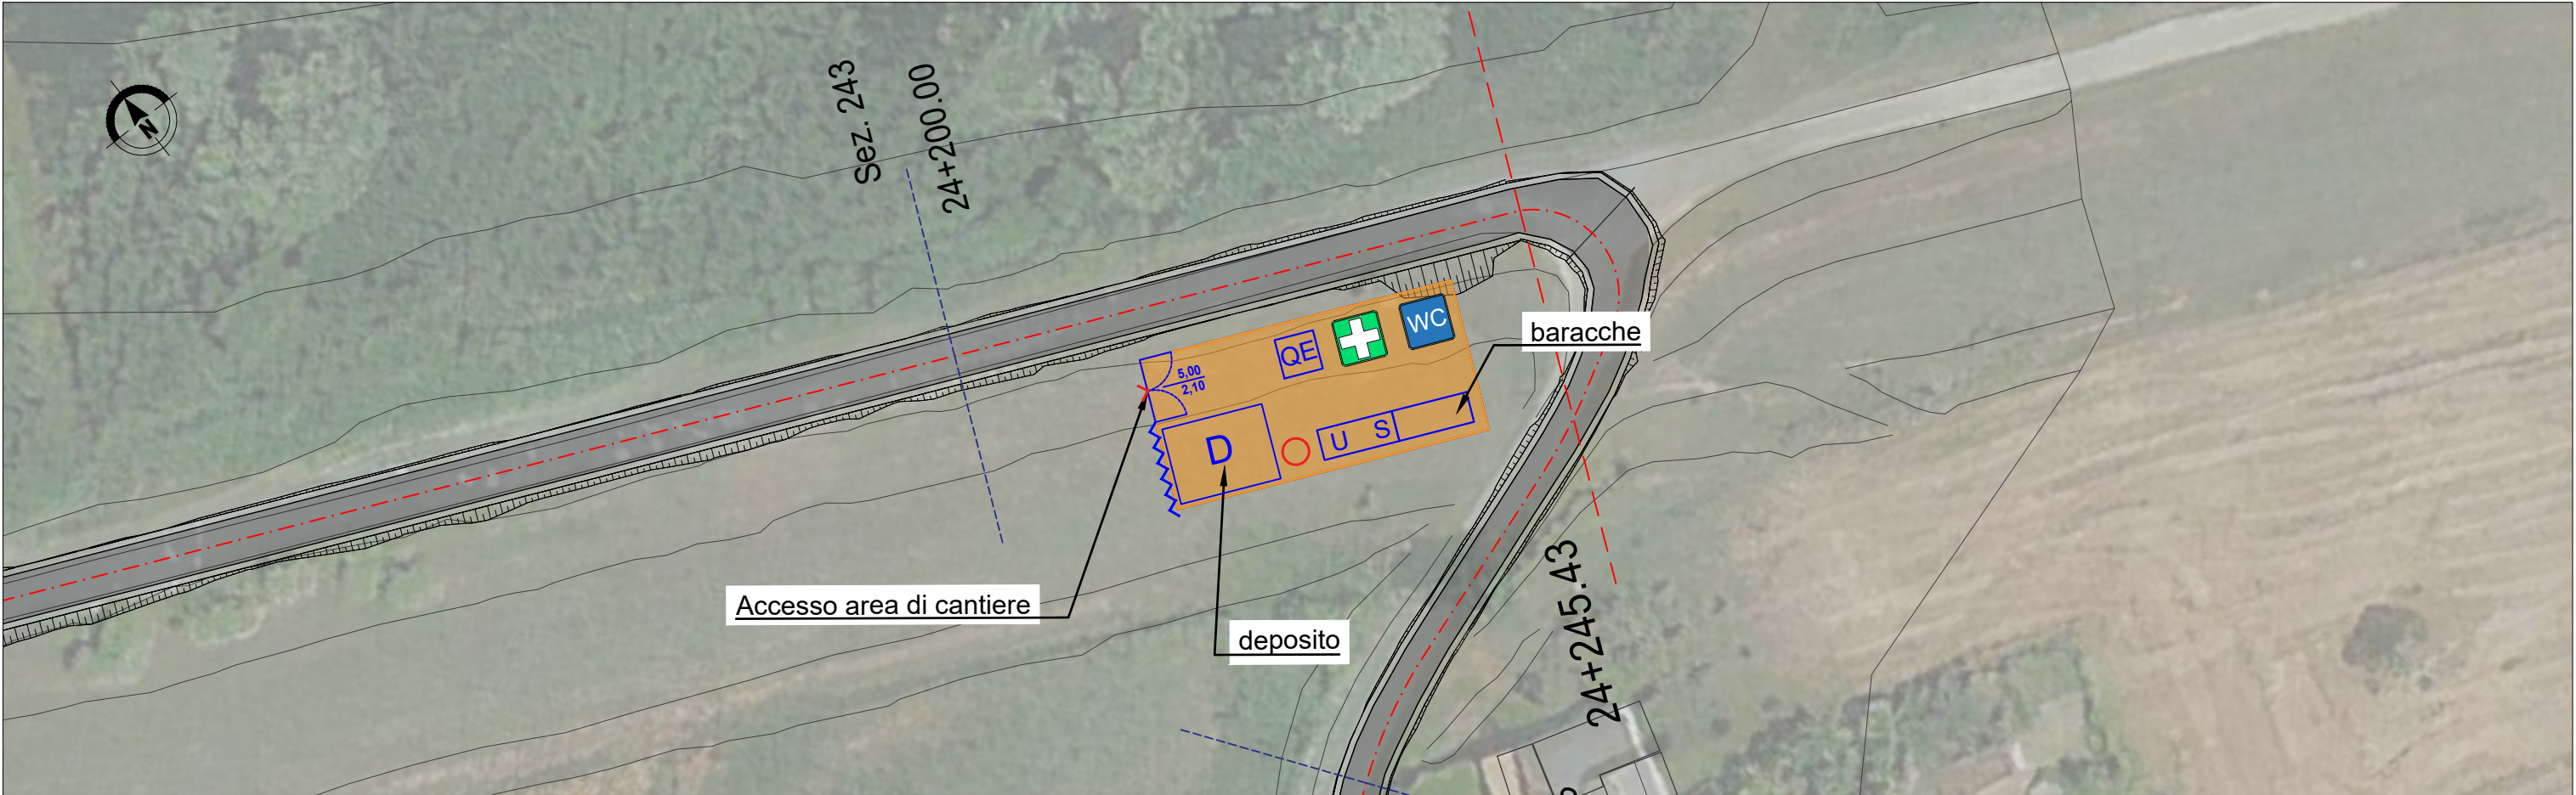 N
Sez. 243
24+200.00
WC
QE
baracche
5,00
2,10
D
U S
Accesso area di cantiere
deposito
24+245.43